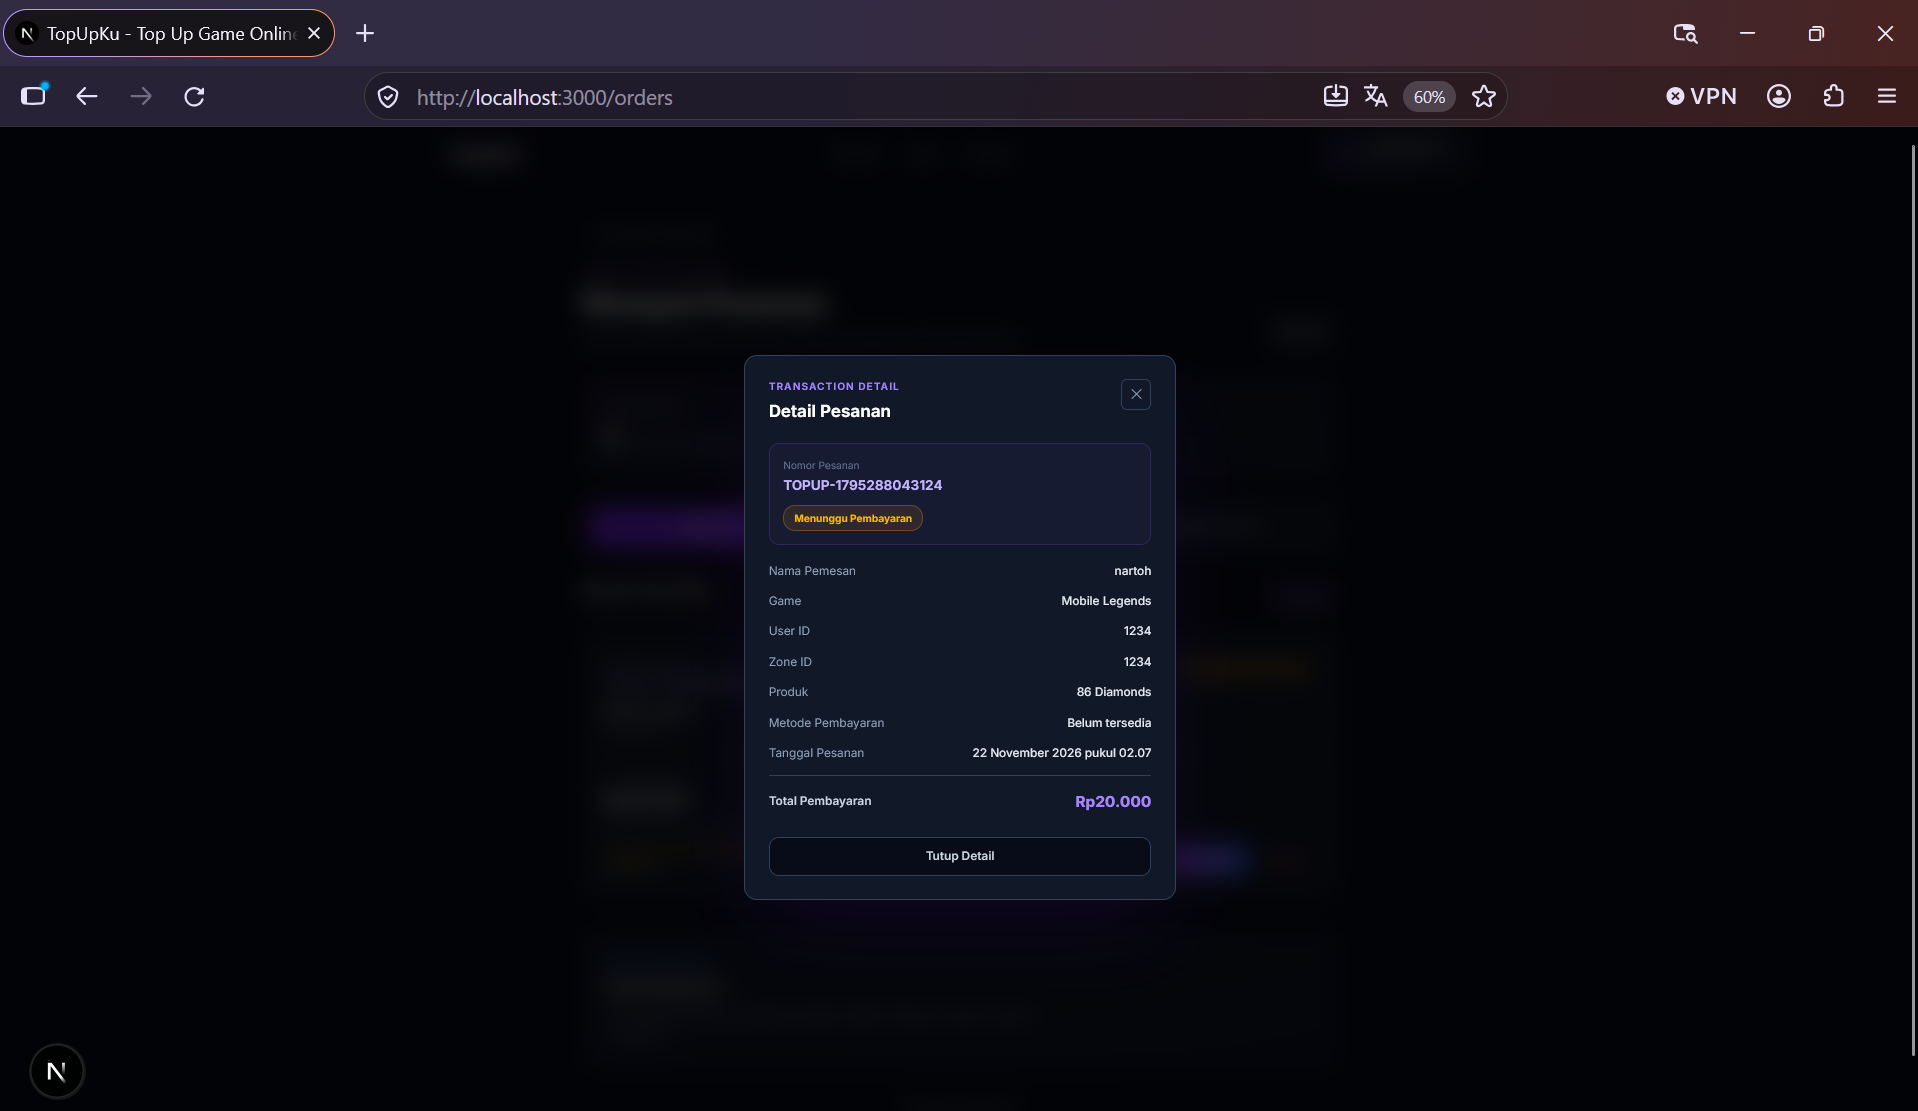 TopUpKu - Top Up Game Online
http://localhost:3000/orders
60%
VPN
TRANSACTION DETAIL
Detail Pesanan
Nomor Pesanan
TOPUP-1795288043124
Menunggu Pembayaran
Nama Pemesan nartoh
Game Mobile Legends
User ID 1234
Zone ID 1234
Produk 86 Diamonds
Metode Pembayaran Belum tersedia
Tanggal Pesanan 22 November 2026 pukul 02.07
Total Pembayaran Rp20.000
Tutup Detail
N